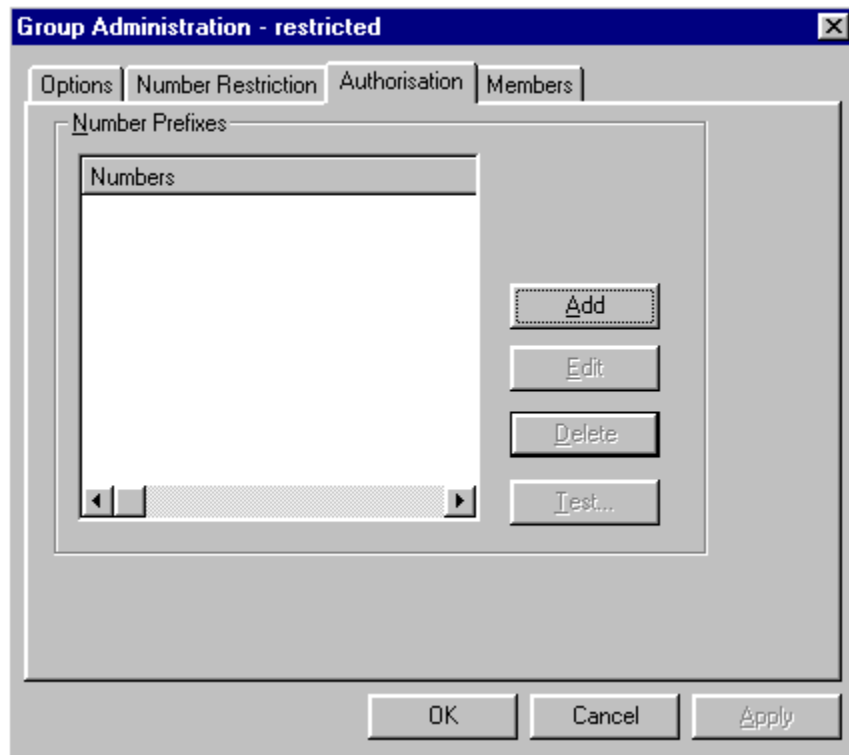 Group Administration - restricted
Options Number Restriction Authorisation Members
Number Prefixes
Numbers
Add
Edit
Delete
Test...
OK Cancel Apply